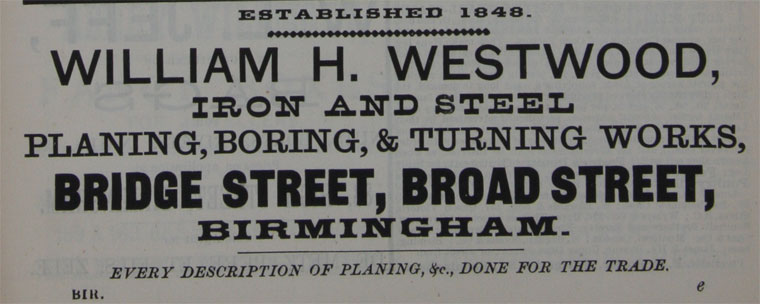 ESTABLISHED 1848.
WILLIAM H. WESTWOOD,
IRON AND STEEL
PLANING, BORING, & TURNING WORKS,
BRIDGE STREET, BROAD STREET,
BIRMINGHAM.
EVERY DESCRIPTION OF PLANING, &c., DONE FOR THE TRADE.
BIR. e